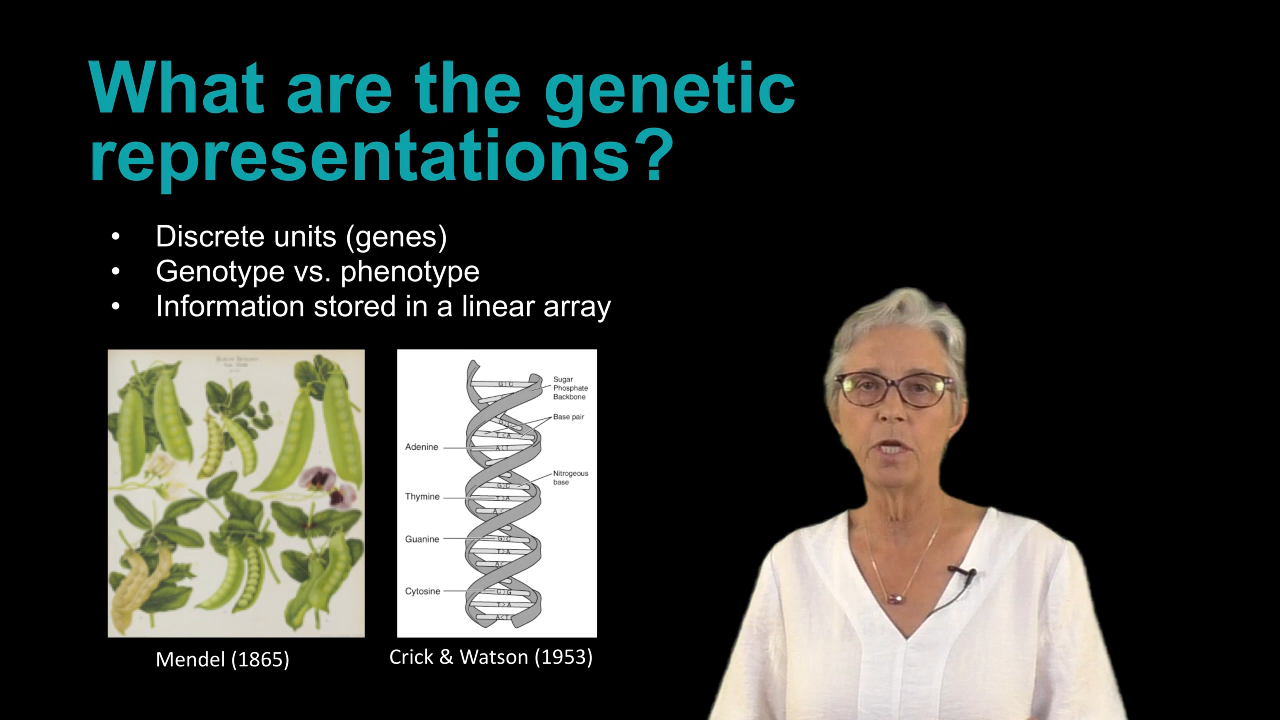 What are the genetic
representations?
• Discrete units (genes)
• Genotype vs. phenotype
• Information stored in a linear array
Sugar
Phosphate
Backbone
Base pair
Adenine
Nitrogeous
base
Thymine
Guanine
Cytosine
Mendel (1865)
Crick & Watson (1953)